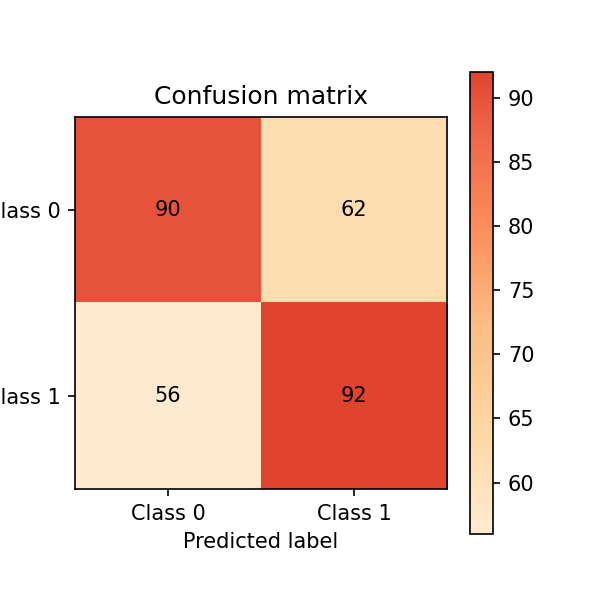 Confusion matrix
lass 0 90 62
lass 1 56 92
Class 0 Class 1
Predicted label
90
85
80
75
70
65
60